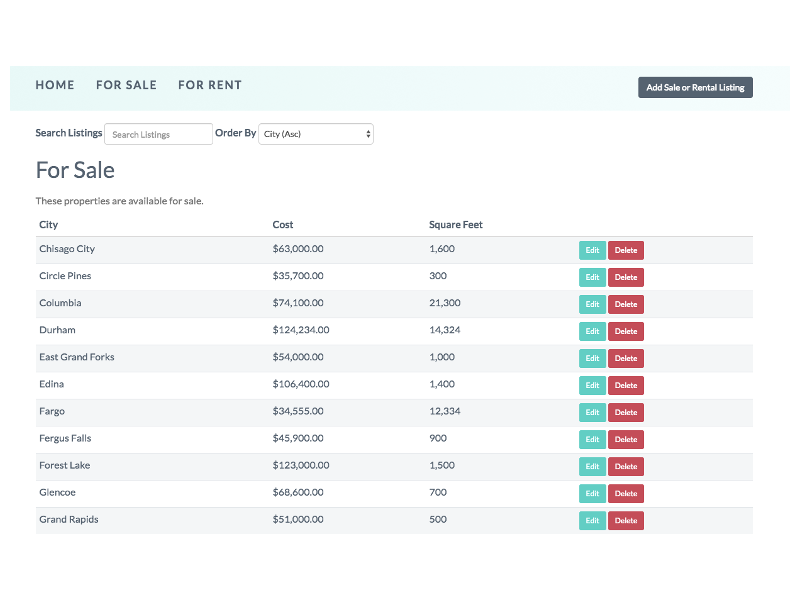 HOME FOR SALE FOR RENT Add Sale or Rental Listing
Search Listings Search Listings Order By City (Asc)
For Sale
These properties are available for sale.
City Cost Square Feet
Chisago City $63,000.00 1,600 Edit Delete
Circle Pines $35,700.00 300 Edit Delete
Columbia $74,100.00 21,300 Edit Delete
Durham $124,234.00 14,324 Edit Delete
East Grand Forks $54,000.00 1,000 Edit Delete
Edina $106,400.00 1,400 Edit Delete
Fargo $34,555.00 12,334 Edit Delete
Fergus Falls $45,900.00 900 Edit Delete
Forest Lake $123,000.00 1,500 Edit Delete
Glencoe $68,600.00 700 Edit Delete
Grand Rapids $51,000.00 500 Edit Delete